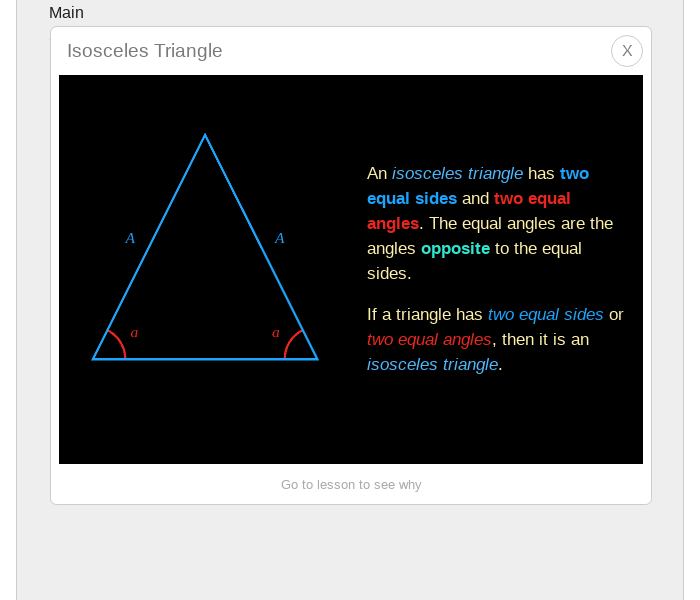 Main
Isosceles Triangle
X
A
A
a
a
An isosceles triangle has two
equal sides and two equal
angles. The equal angles are the
angles opposite to the equal
sides.
If a triangle has two equal sides or
two equal angles, then it is an
isosceles triangle.
Go to lesson to see why